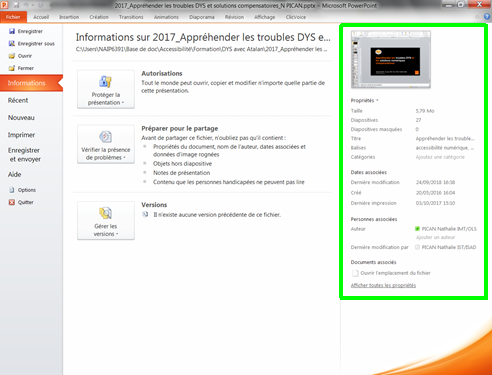 2017_Appréhender les troubles DYS et solutions compensatoires_N PICAN.pptx - Microsoft PowerPoint
Fichier Accueil Insertion Création Transitions Animations Diaporama Révision Affichage Cliv'esis
Enregistrer
Enregistrer sous
Ouvrir
Fermer
Informations
Récent
Nouveau
Imprimer
Enregistrer et envoyer
Aide
Options
Quitter
Informations sur 2017_Appréhender les troubles DYS e...
C:\Users\NAIP6391\Base de doc\Accessibilité\Formation\DYS avec Atalan\Appréhender les ...
Protéger la
présentation
Autorisations
Tout le monde peut ouvrir, copier et modifier n'importe quelle partie de
cette présentation.
Vérifier la présence
de problèmes
Préparer pour le partage
Avant de partager ce fichier, n'oubliez pas qu'il contient :
Propriétés du document, nom de l'auteur, dates associées et
données d'image rognées
Objets hors diapositive
Notes de présentation
Contenu que les personnes handicapées ne peuvent pas lire
Gérer les
versions
Versions
Il n'existe aucune version précédente de ce fichier.
Propriétés
Taille 5,79 Mo
Diapositives 27
Diapositives masquées 0
Titre Appréhender les trouble...
Balises accessibilité numérique, ...
Catégories Ajoutez une catégorie
Dates associées
Dernière modification 24/09/2018 16:38
Créé 20/05/2016 16:04
Dernière impression 03/10/2017 15:10
Personnes associées
Auteur PICAN Nathalie IMT/OLS
Ajouter un auteur
Dernière modification par PICAN Nathalie IST/ISAD
Documents associés
Ouvrir l'emplacement du fichier
Afficher toutes les propriétés